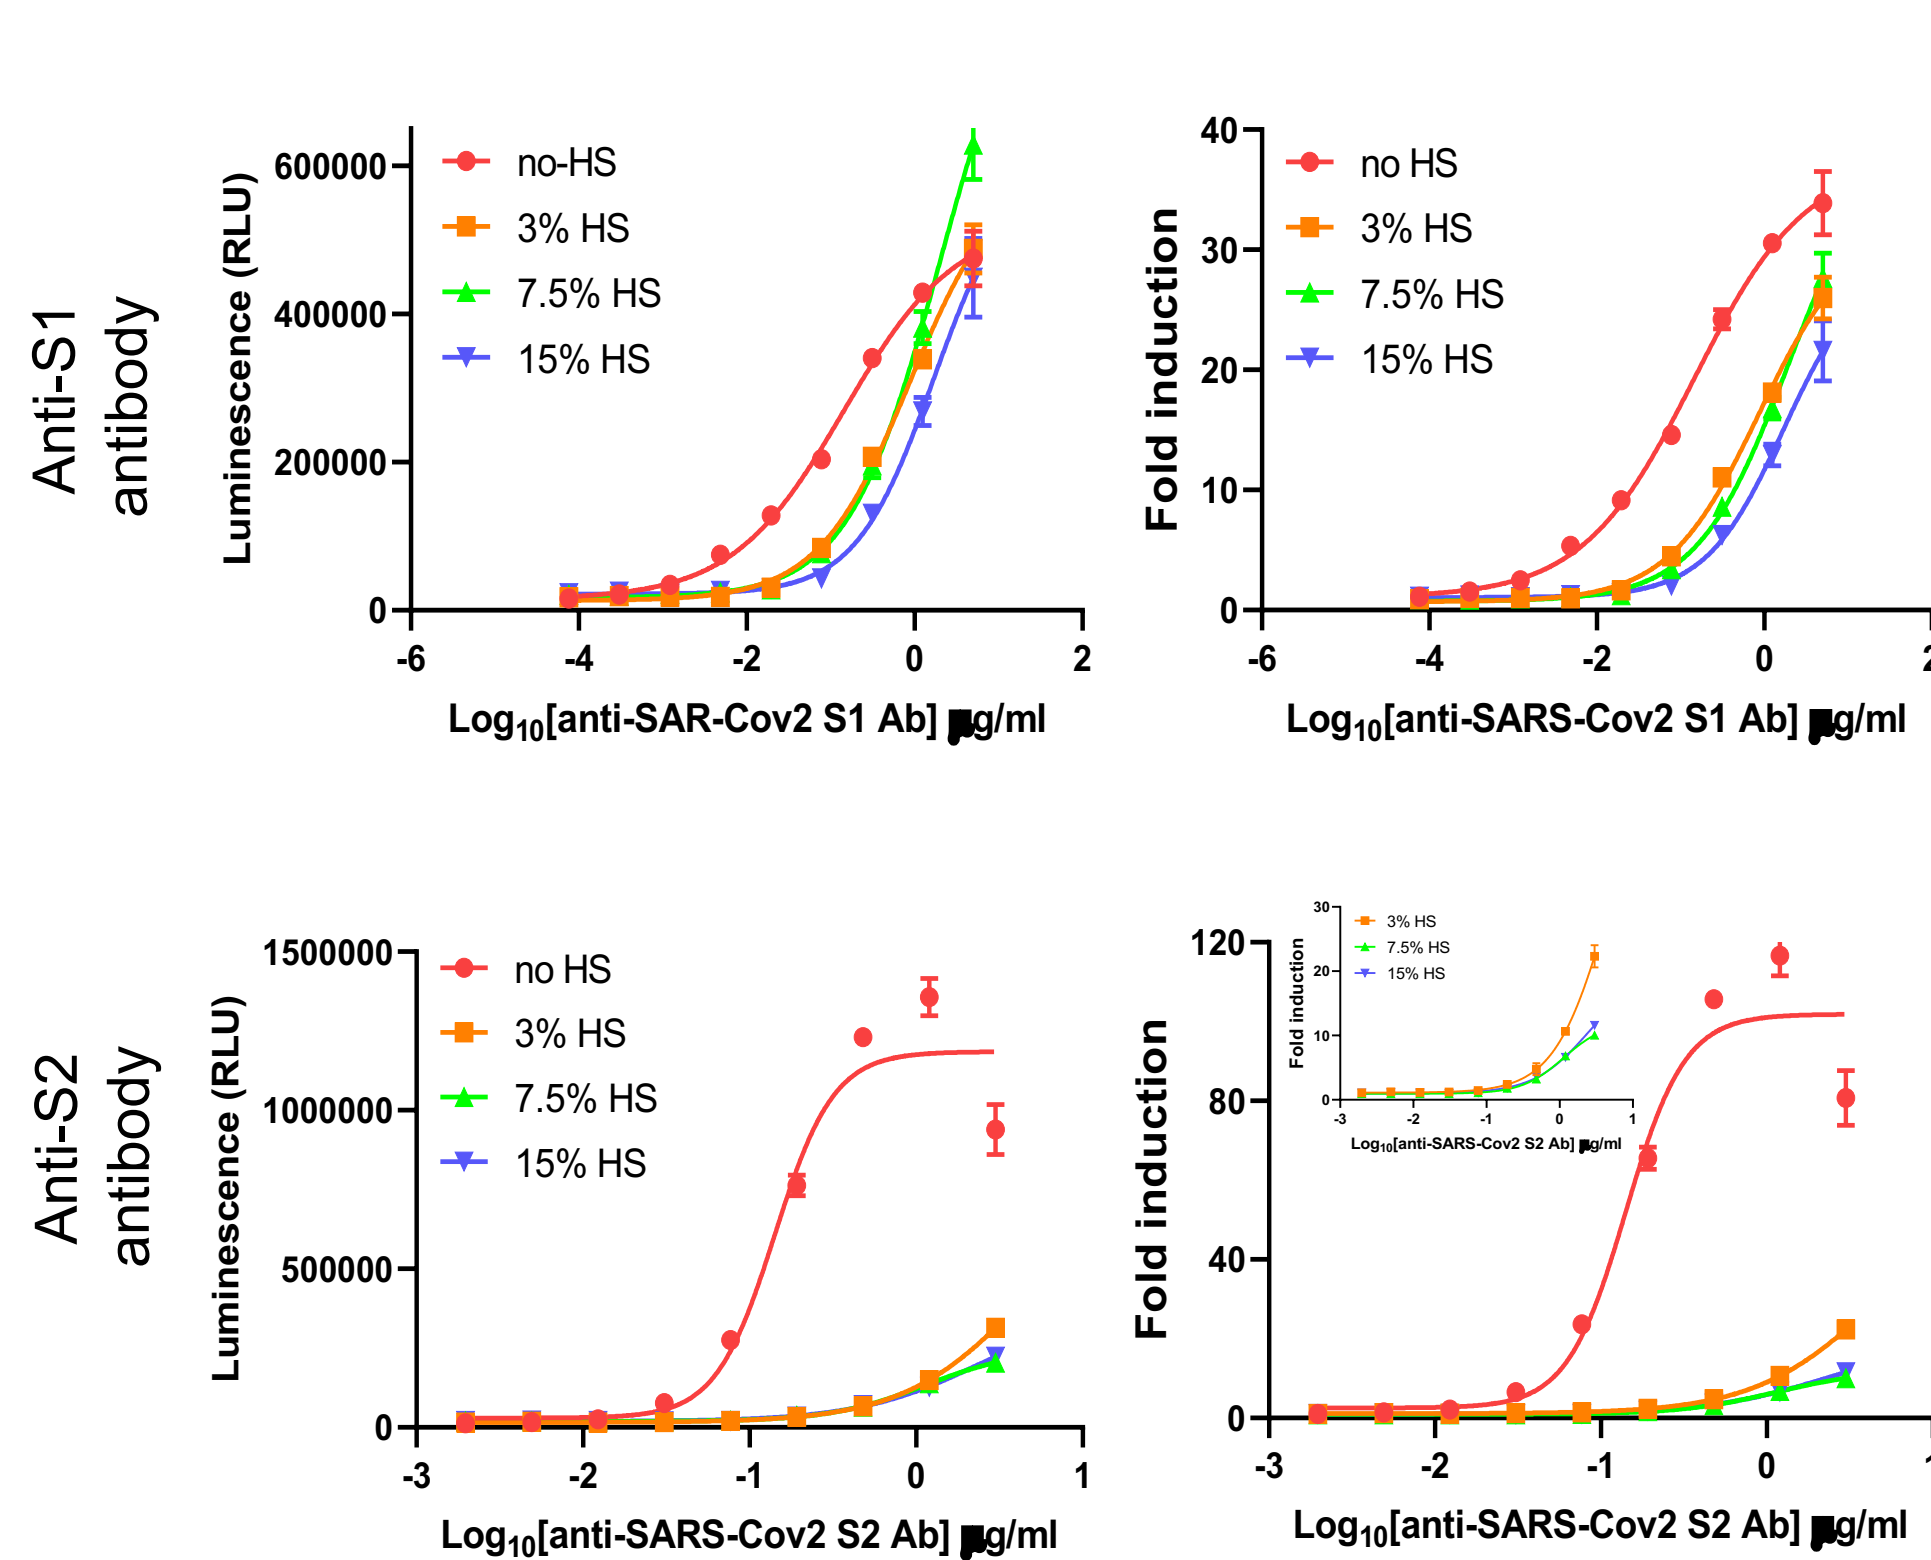 Anti-S1
antibody
Luminescence (RLU)
600000
400000
200000
0
no-HS
3% HS
7.5% HS
15% HS
-6 -4 -2 0 2
Log10[anti-SAR-Cov2 S1 Ab] μg/ml
Fold induction
40
30
20
10
0
no HS
3% HS
7.5% HS
15% HS
-6 -4 -2 0 2
Log10[anti-SARS-Cov2 S1 Ab] μg/ml
Anti-S2
antibody
Luminescence (RLU)
1500000
1000000
500000
0
no HS
3% HS
7.5% HS
15% HS
-3 -2 -1 0 1
Log10[anti-SARS-Cov2 S2 Ab] μg/ml
Fold induction
120
80
40
0
-3 -2 -1 0
Log10[anti-SARS-Cov2 S2 Ab] μg/ml
Fold induction
30
20
10
0
3% HS
7.5% HS
15% HS
-3 -2 -1 0 1
Log10[anti-SARS-Cov2 S2 Ab] μg/ml